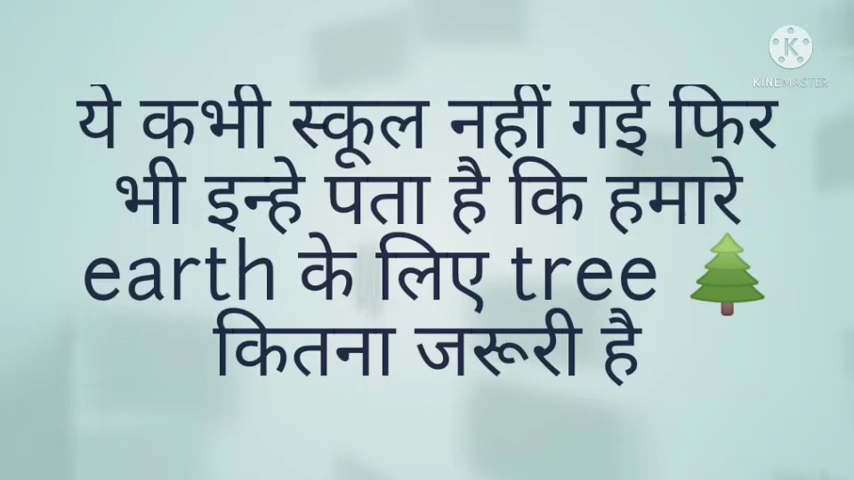 K
KINEMASTER
ये कभी स्कूल नहीं गई फिर
भी इन्हे पता है कि हमारे
earth के लिए tree 🌲
कितना जरूरी है